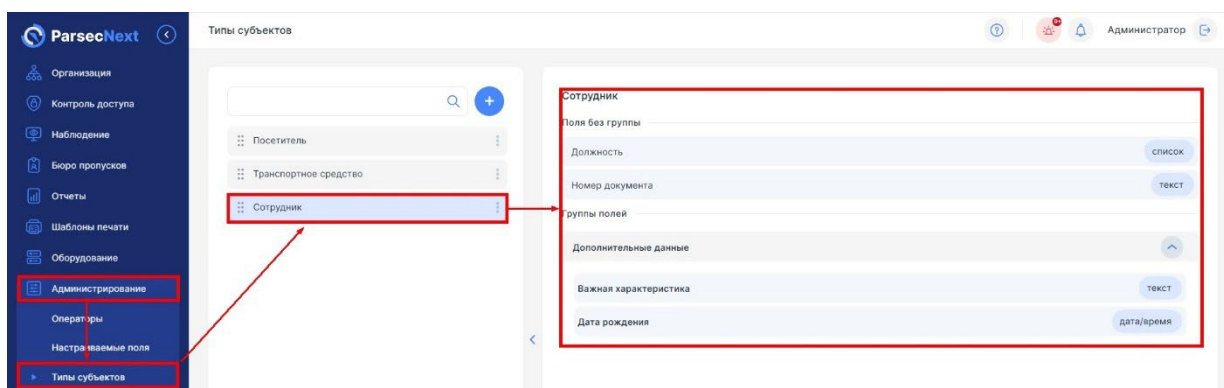 ParsecNext
Организация
Контроль доступа
Наблюдение
Бюро пропусков
Отчеты
Шаблоны печати
Оборудование
Администрирование
Операторы
Настраиваемые поля
Типы субъектов
Типы субъектов
9+
Администратор
Посетитель
Транспортное средство
Сотрудник
Сотрудник
Поля без группы
Должность
список
Номер документа
текст
Группы полей
Дополнительные данные
Важная характеристика
текст
Дата рождения
дата/время